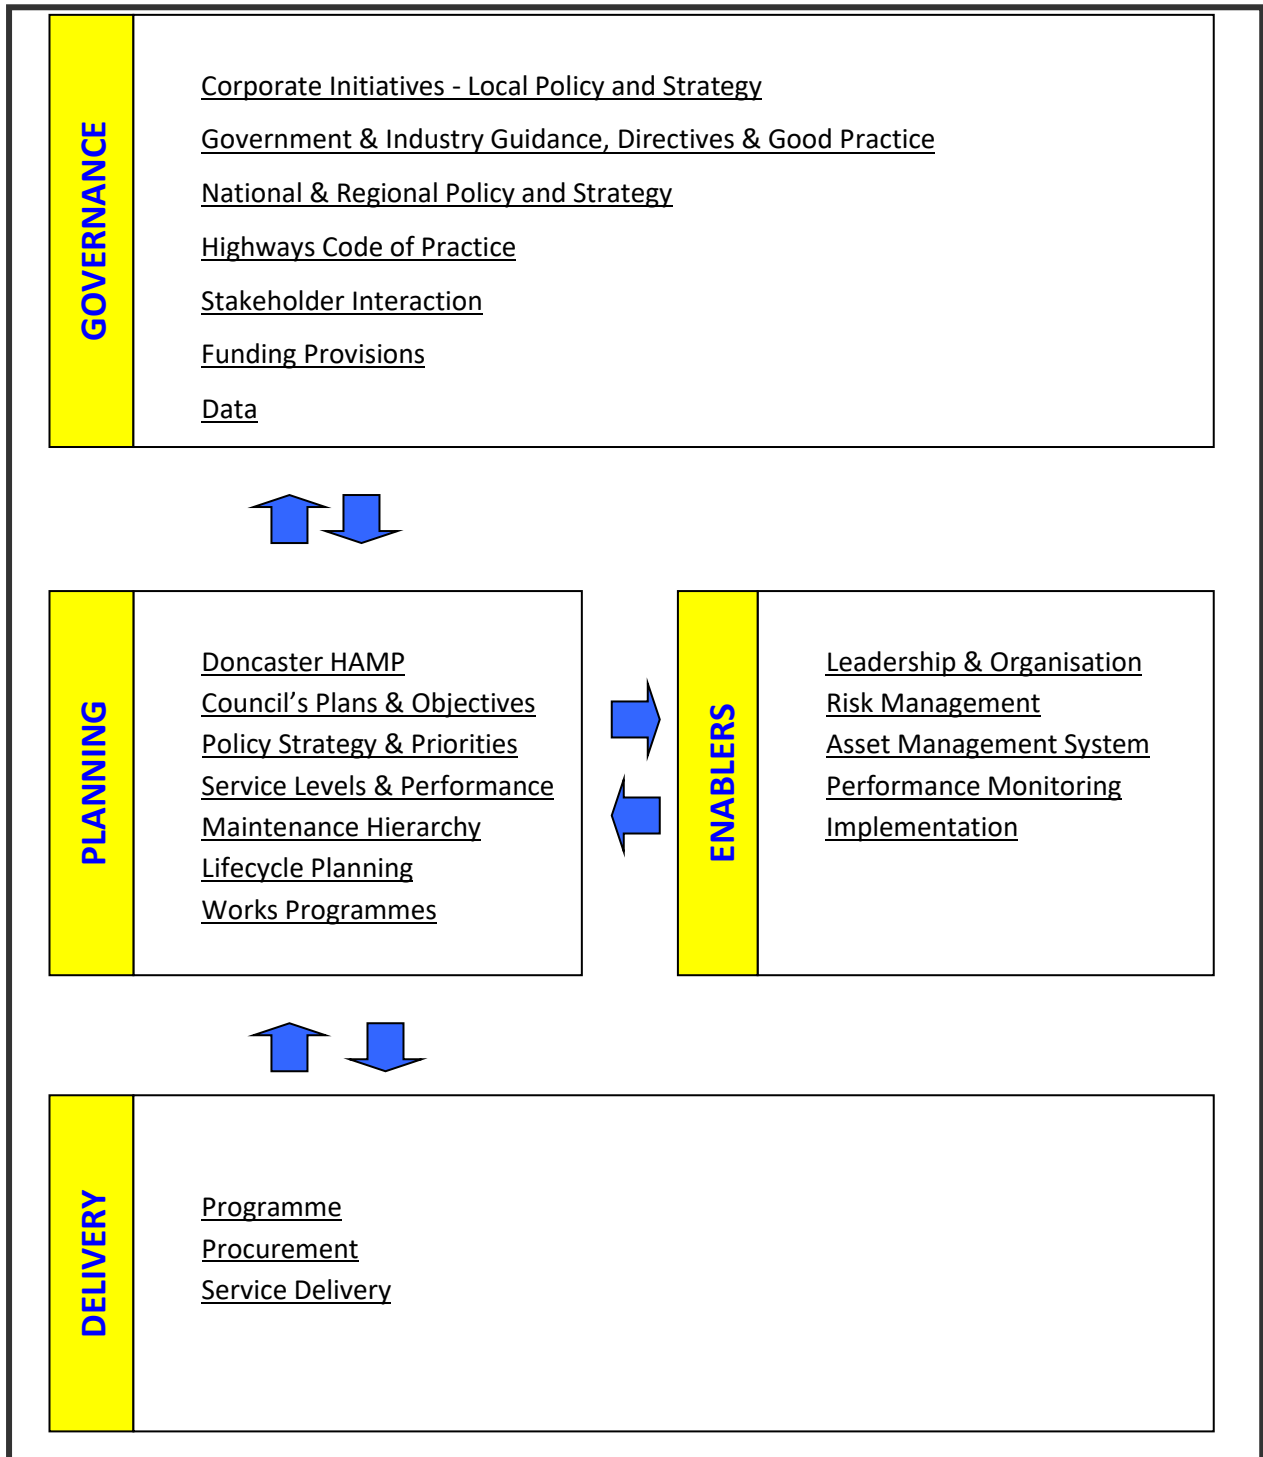 GOVERNANCE
Corporate Initiatives - Local Policy and Strategy
Government & Industry Guidance, Directives & Good Practice
National & Regional Policy and Strategy
Highways Code of Practice
Stakeholder Interaction
Funding Provisions
Data
PLANNING
Doncaster HAMP
Council’s Plans & Objectives
Policy Strategy & Priorities
Service Levels & Performance
Maintenance Hierarchy
Lifecycle Planning
Works Programmes
ENABLERS
Leadership & Organisation
Risk Management
Asset Management System
Performance Monitoring
Implementation
DELIVERY
Programme
Procurement
Service Delivery